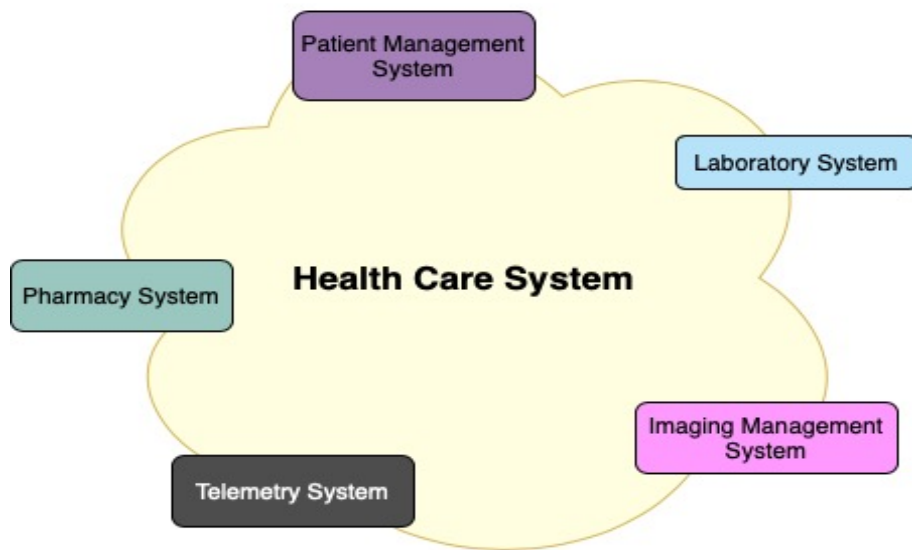 Patient Management
System
Laboratory System
Health Care System
Pharmacy System
Imaging Management
System
Telemetry System